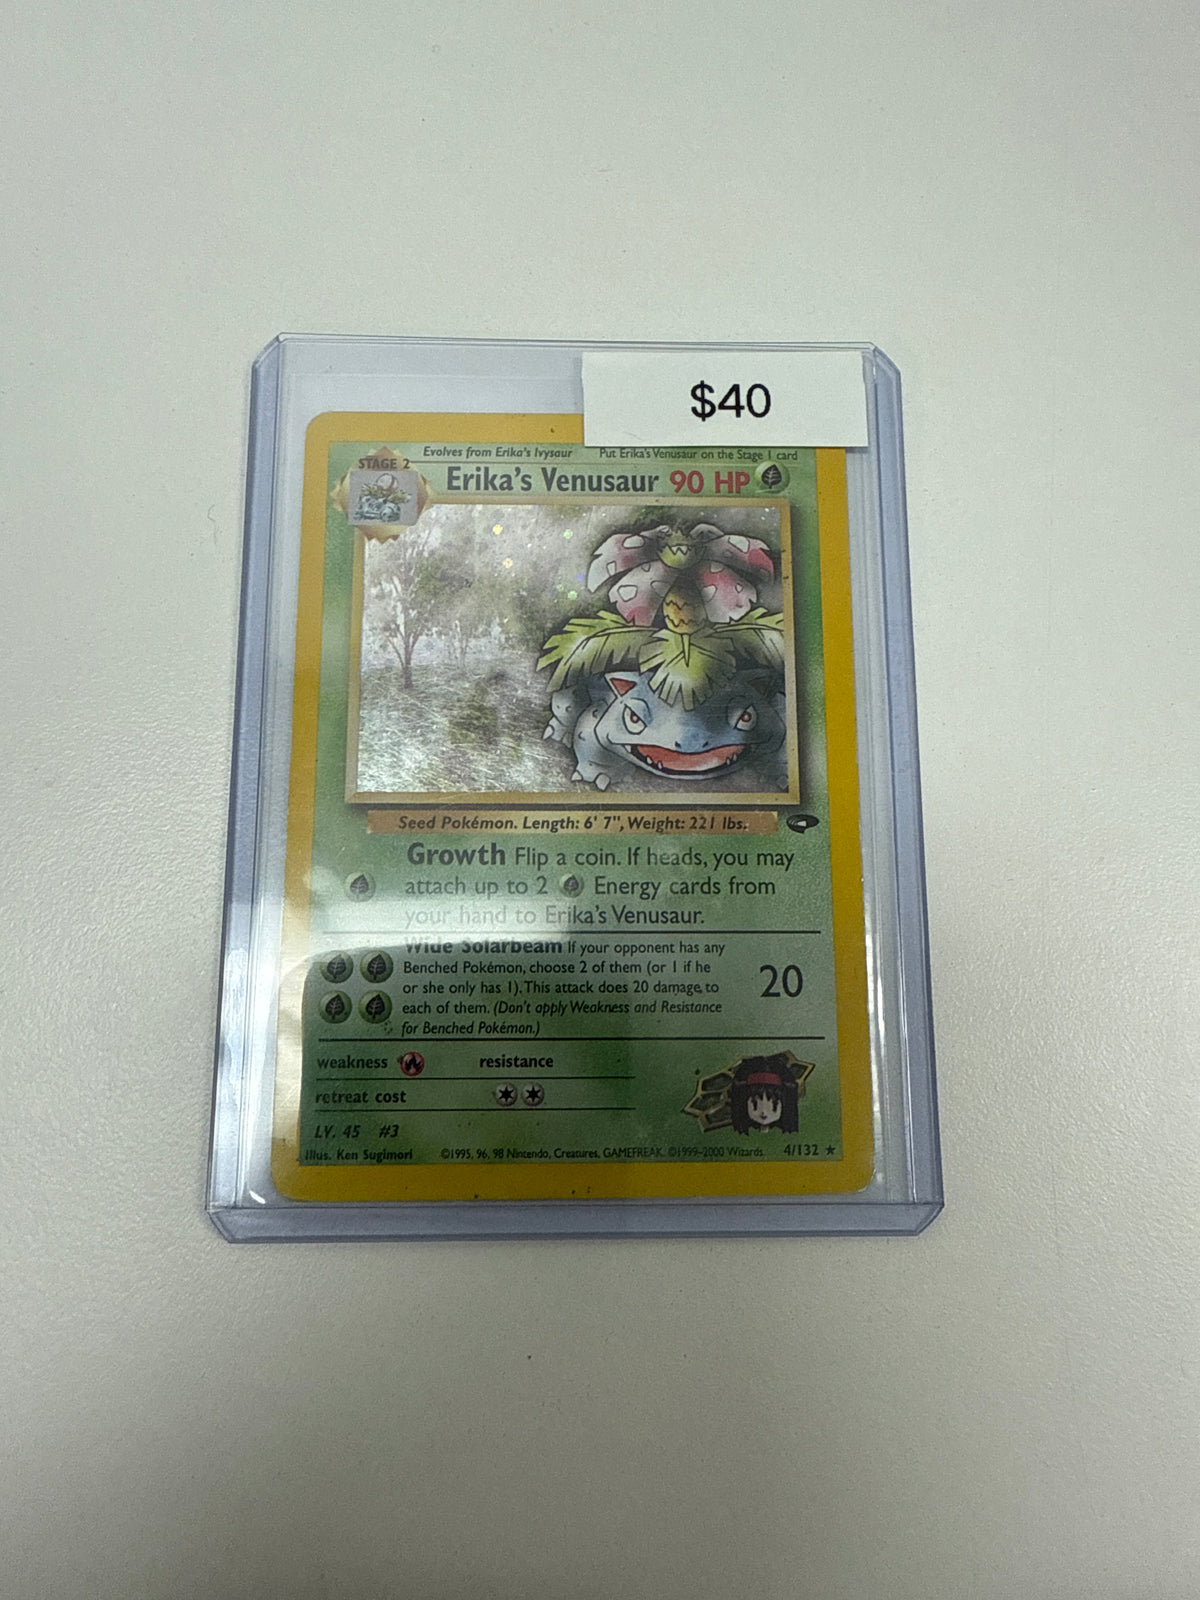 $40
Evolves from Erika's Ivysaur Put Erika's Venusaur on the Stage 1 card
STAGE 2
Erika's Venusaur 90 HP
Seed Pokémon. Length: 6' 7", Weight: 221 lbs.
Growth Flip a coin. If heads, you may
attach up to 2 Energy cards from
your hand to Erika's Venusaur.
Wide Solarbeam If your opponent has any
Benched Pokémon, choose 2 of them (or 1 if he
or she only has 1). This attack does 20 damage to
each of them. (Don't apply Weakness and Resistance
for Benched Pokémon.)
20
weakness resistance
retreat cost
LV. 45 #3
Illus. Ken Sugimori ©1995, 96, 98 Nintendo, Creatures, GAMEFREAK. ©1999-2000 Wizards. 4/132 ★